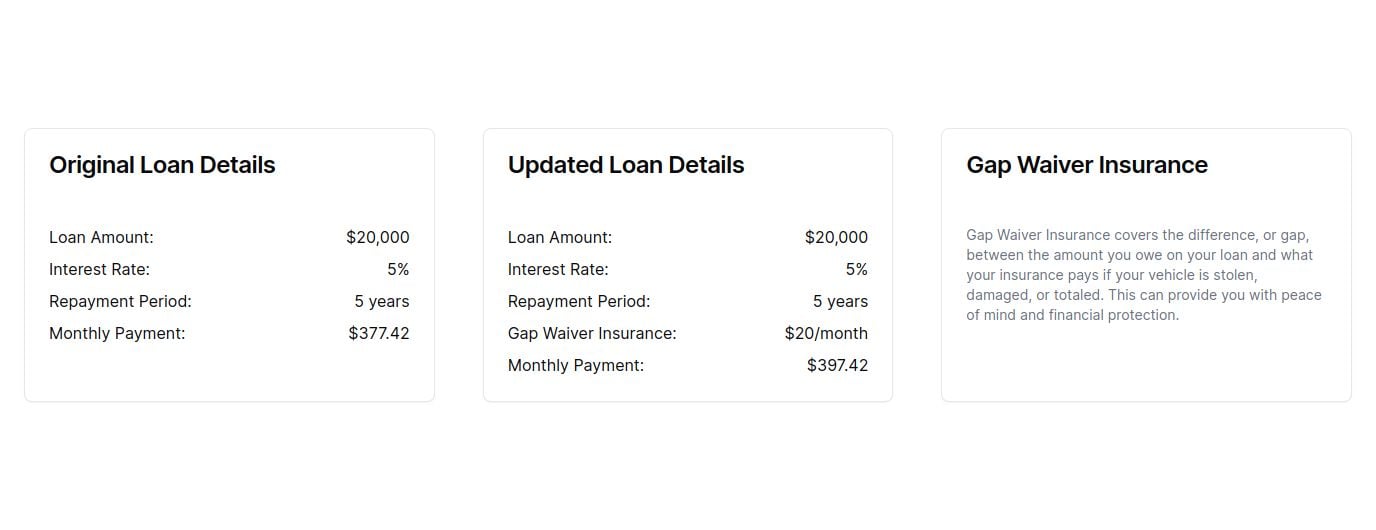 Original Loan Details
Loan Amount: $20,000
Interest Rate: 5%
Repayment Period: 5 years
Monthly Payment: $377.42
Updated Loan Details
Loan Amount: $20,000
Interest Rate: 5%
Repayment Period: 5 years
Gap Waiver Insurance: $20/month
Monthly Payment: $397.42
Gap Waiver Insurance
Gap Waiver Insurance covers the difference, or gap,
between the amount you owe on your loan and what
your insurance pays if your vehicle is stolen,
damaged, or totaled. This can provide you with peace
of mind and financial protection.